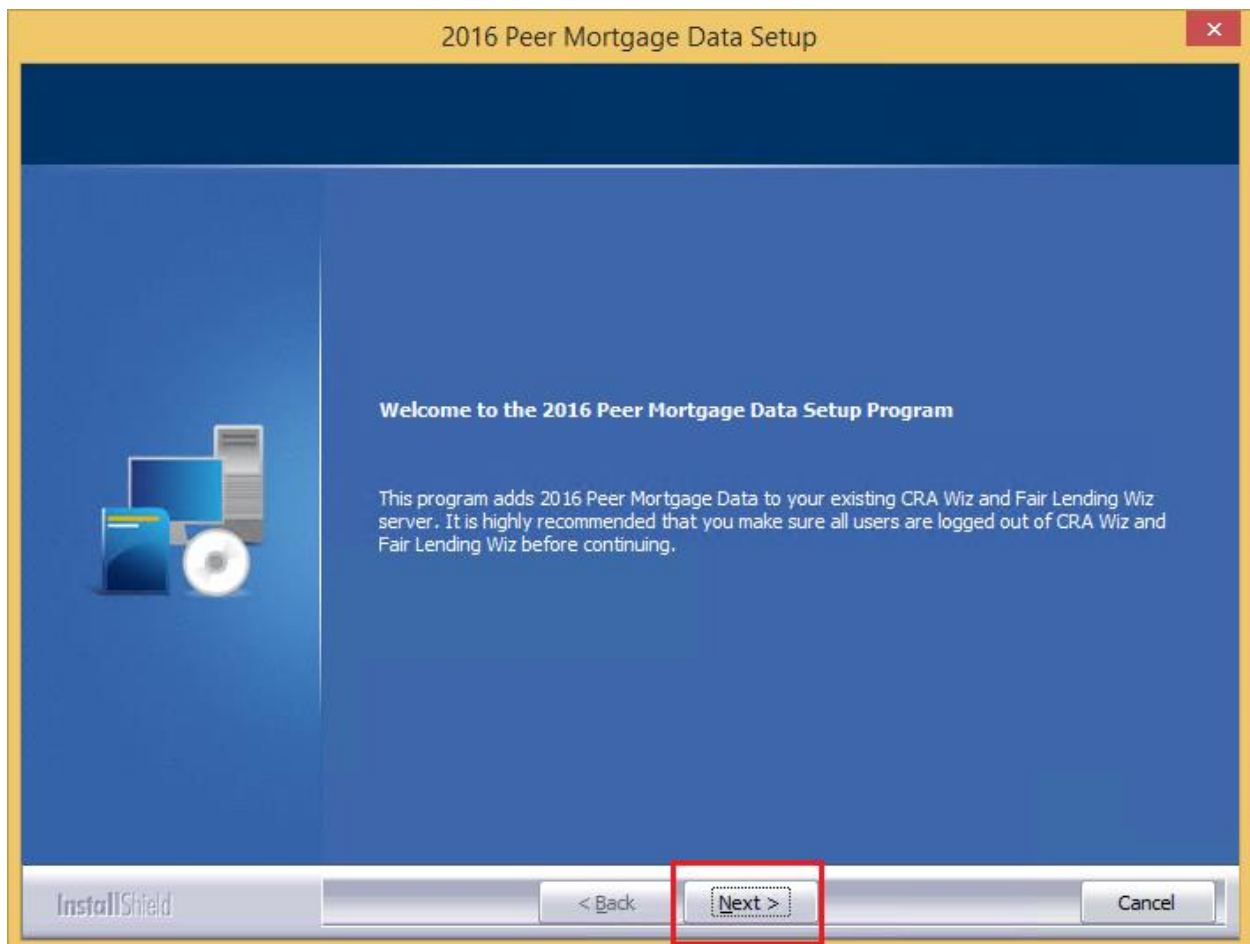 2016 Peer Mortgage Data Setup
Welcome to the 2016 Peer Mortgage Data Setup Program
This program adds 2016 Peer Mortgage Data to your existing CRA Wiz and Fair Lending Wiz
server. It is highly recommended that you make sure all users are logged out of CRA Wiz and
Fair Lending Wiz before continuing.
InstallShield
< Back
Next >
Cancel